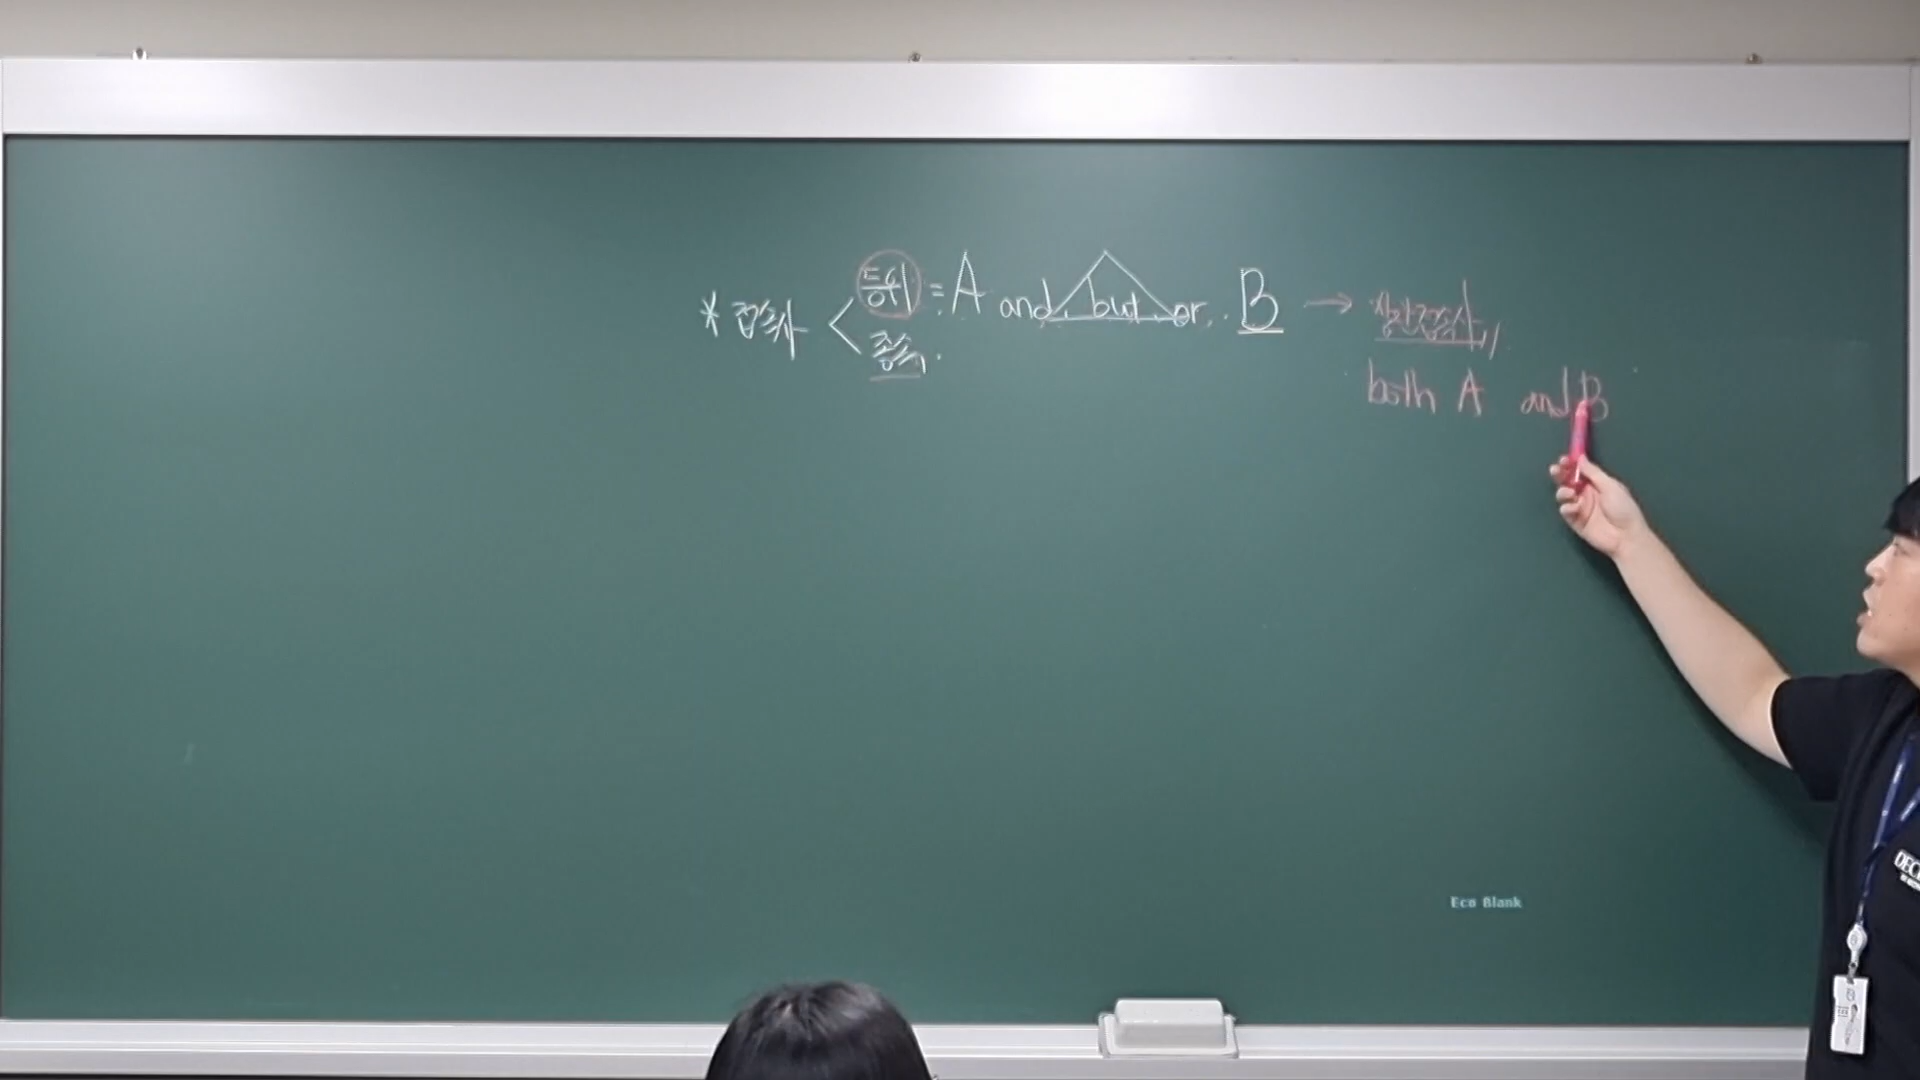 * 접속사 < 등위 = A and, but, or.. B → 상관접속사
종속.
both A and B
Eco Blank